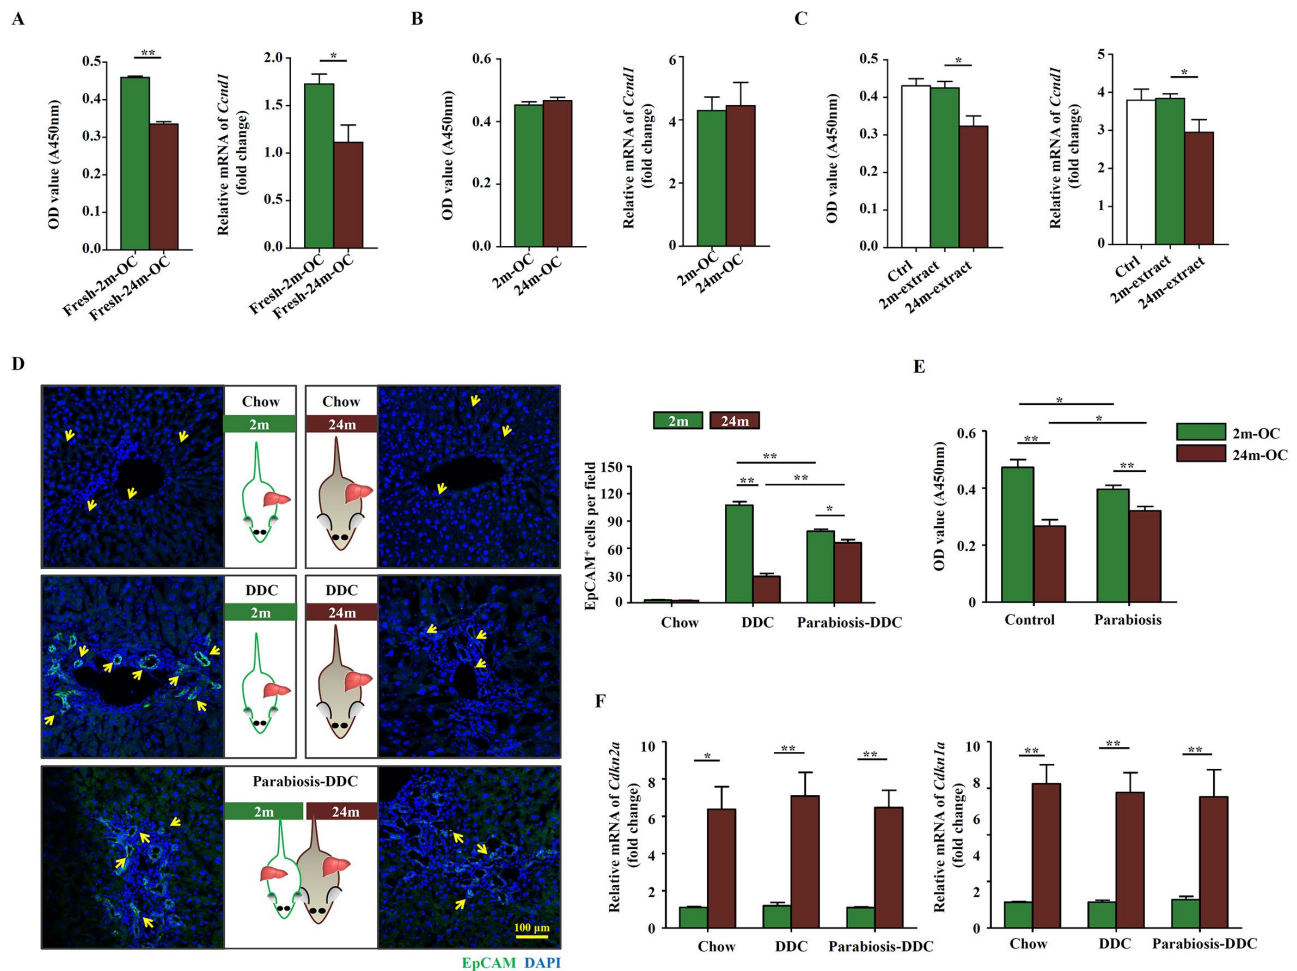 A
OD value (A450nm)
0.5
0.4
0.3
0.2
0.1
0.0
**
Fresh-2m-OC
Fresh-24m-OC
Relative mRNA of Ccnd1
(fold change)
2.0
1.5
1.0
0.5
0.0
*
Fresh-2m-OC
Fresh-24m-OC
B
OD value (A450nm)
0.6
0.4
0.2
0.0
2m-OC
24m-OC
Relative mRNA of Ccnd1
(fold change)
6
4
2
0
2m-OC
24m-OC
C
OD value (A450nm)
0.5
0.4
0.3
0.2
0.1
0.0
*
Ctrl
2m-extract
24m-extract
Relative mRNA of Ccnd1
(fold change)
5
4
3
2
1
0
*
Ctrl
2m-extract
24m-extract
D
Chow
2m
Chow
24m
DDC
2m
DDC
24m
Parabiosis-DDC
2m
24m
100 μm
EpCAM DAPI
2m
24m
EpCAM+ cells per field
150
120
90
60
30
0
**
**
**
*
Chow
DDC
Parabiosis-DDC
E
OD value (A450nm)
0.6
0.4
0.2
0
*
*
**
**
Control
Parabiosis
2m-OC
24m-OC
F
Relative mRNA of Cdkn2a
(fold change)
8
6
4
2
0
*
**
**
Chow
DDC
Parabiosis-DDC
Relative mRNA of Cdkn1a
(fold change)
8
6
4
2
0
**
**
**
Chow
DDC
Parabiosis-DDC